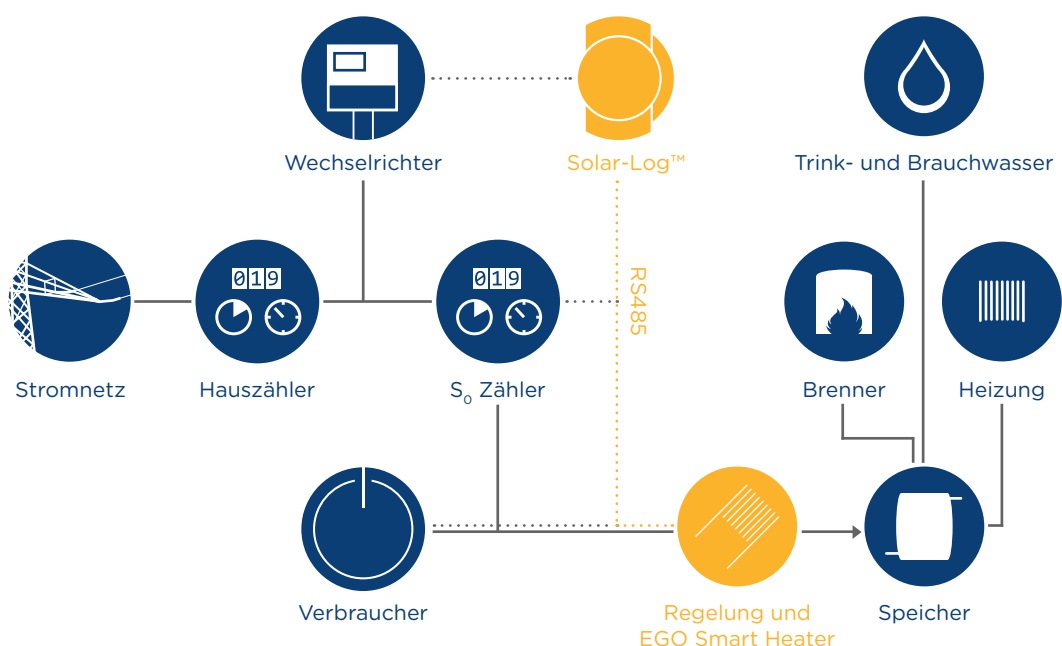 Wechselrichter
Solar-Log™
Trink- und Brauchwasser
019
019
RS485
Stromnetz
Hauszähler
S₀ Zähler
Brenner
Heizung
Verbraucher
Regelung und
EGO Smart Heater
Speicher